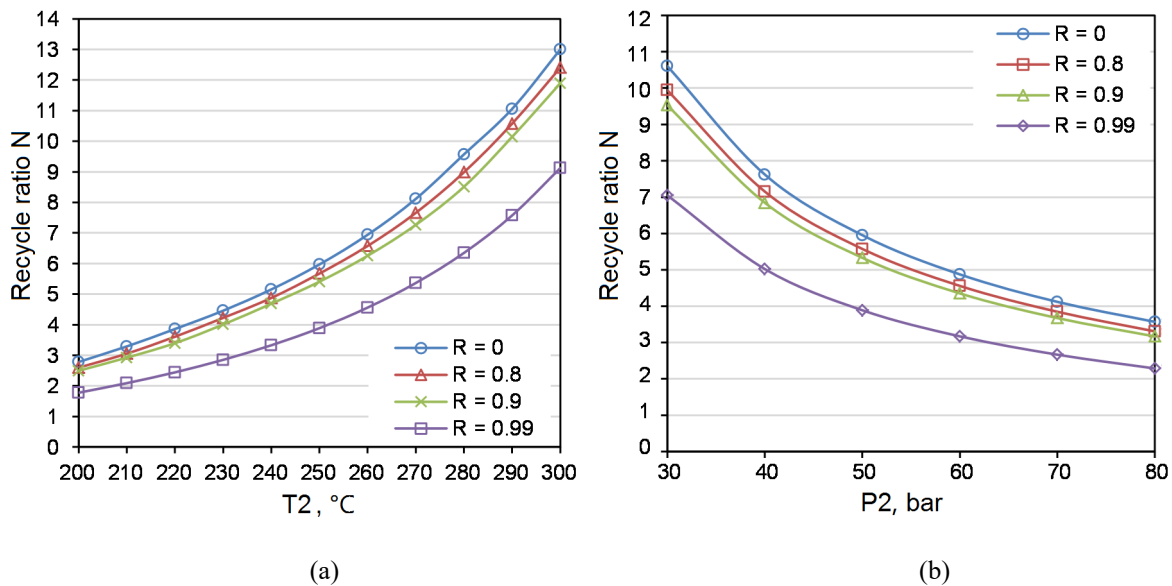 14
13
12
11
10
9
8
7
6
5
4
3
2
1
0
Recycle ratio N
R = 0
R = 0.8
R = 0.9
R = 0.99
200 210 220 230 240 250 260 270 280 290 300
T2 , °C
(a)
12
11
10
9
8
7
6
5
4
3
2
1
0
Recycle ratio N
R = 0
R = 0.8
R = 0.9
R = 0.99
30 40 50 60 70 80
P2, bar
(b)